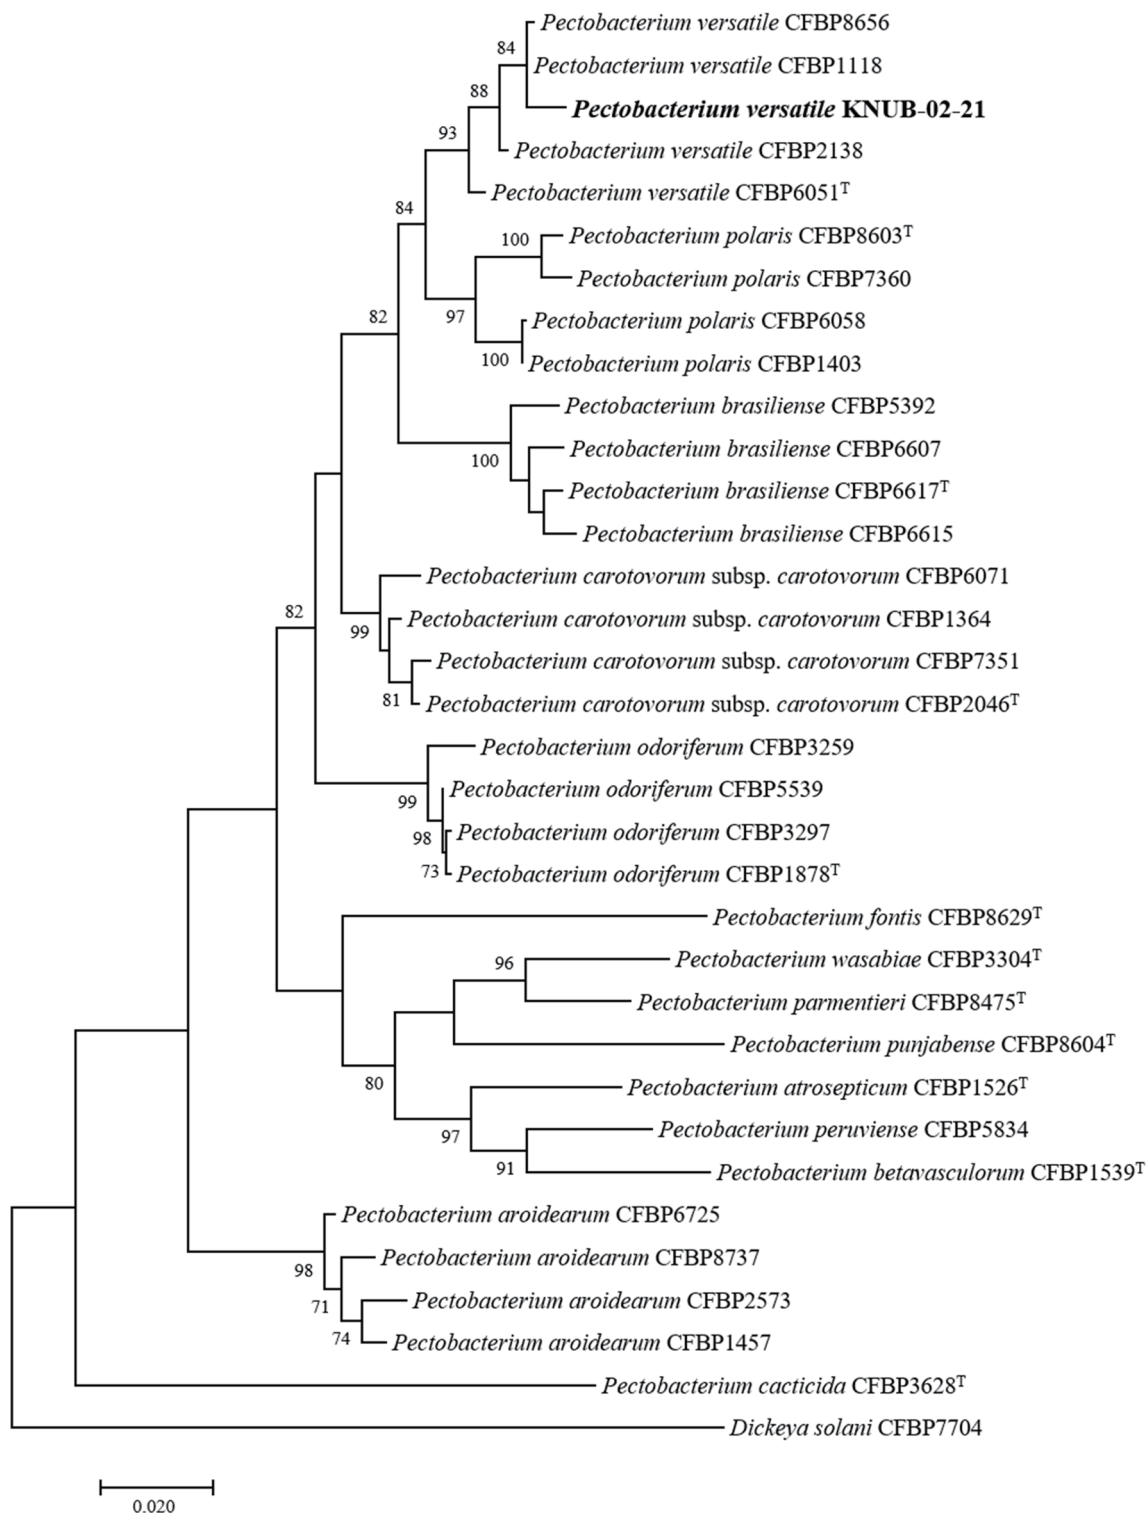 Pectobacterium versatile CFBP8656
84
Pectobacterium versatile CFBP1118
88
Pectobacterium versatile KNUB-02-21
93
Pectobacterium versatile CFBP2138
Pectobacterium versatile CFBP6051ᵀ
84
Pectobacterium polaris CFBP8603ᵀ
100
Pectobacterium polaris CFBP7360
97
82
Pectobacterium polaris CFBP6058
100
Pectobacterium polaris CFBP1403
Pectobacterium brasiliense CFBP5392
100
Pectobacterium brasiliense CFBP6607
Pectobacterium brasiliense CFBP6617ᵀ
Pectobacterium brasiliense CFBP6615
Pectobacterium carotovorum subsp. carotovorum CFBP6071
82
99
Pectobacterium carotovorum subsp. carotovorum CFBP1364
Pectobacterium carotovorum subsp. carotovorum CFBP7351
81
Pectobacterium carotovorum subsp. carotovorum CFBP2046ᵀ
Pectobacterium odoriferum CFBP3259
99
Pectobacterium odoriferum CFBP5539
98
Pectobacterium odoriferum CFBP3297
73
Pectobacterium odoriferum CFBP1878ᵀ
Pectobacterium fontis CFBP8629ᵀ
96
Pectobacterium wasabiae CFBP3304ᵀ
Pectobacterium parmentieri CFBP8475ᵀ
Pectobacterium punjabense CFBP8604ᵀ
80
Pectobacterium atrosepticum CFBP1526ᵀ
97
Pectobacterium peruviense CFBP5834
91
Pectobacterium betavasculorum CFBP1539ᵀ
Pectobacterium aroidearum CFBP6725
98
Pectobacterium aroidearum CFBP8737
71
Pectobacterium aroidearum CFBP2573
74
Pectobacterium aroidearum CFBP1457
Pectobacterium cacticida CFBP3628ᵀ
Dickeya solani CFBP7704
0.020